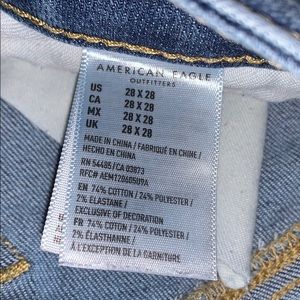 AMERICAN EAGLE
OUTFITTERS
US 28 X 28
CA 28 X 28
MX 28 X 28
UK 28 X 28
MADE IN CHINA / FABRIQUÉ EN CHINE /
HECHO EN CHINA
RN 54485 / CA 03873
RFC# AEM120605U9A
EN: 74% COTTON / 24% POLYESTER /
2% ELASTANE /
EXCLUSIVE OF DECORATION
FR: 74% COTTON / 24% POLYESTER /
2% ÉLASTHANNE /
À L'EXCEPTION DE LA GARNITURE